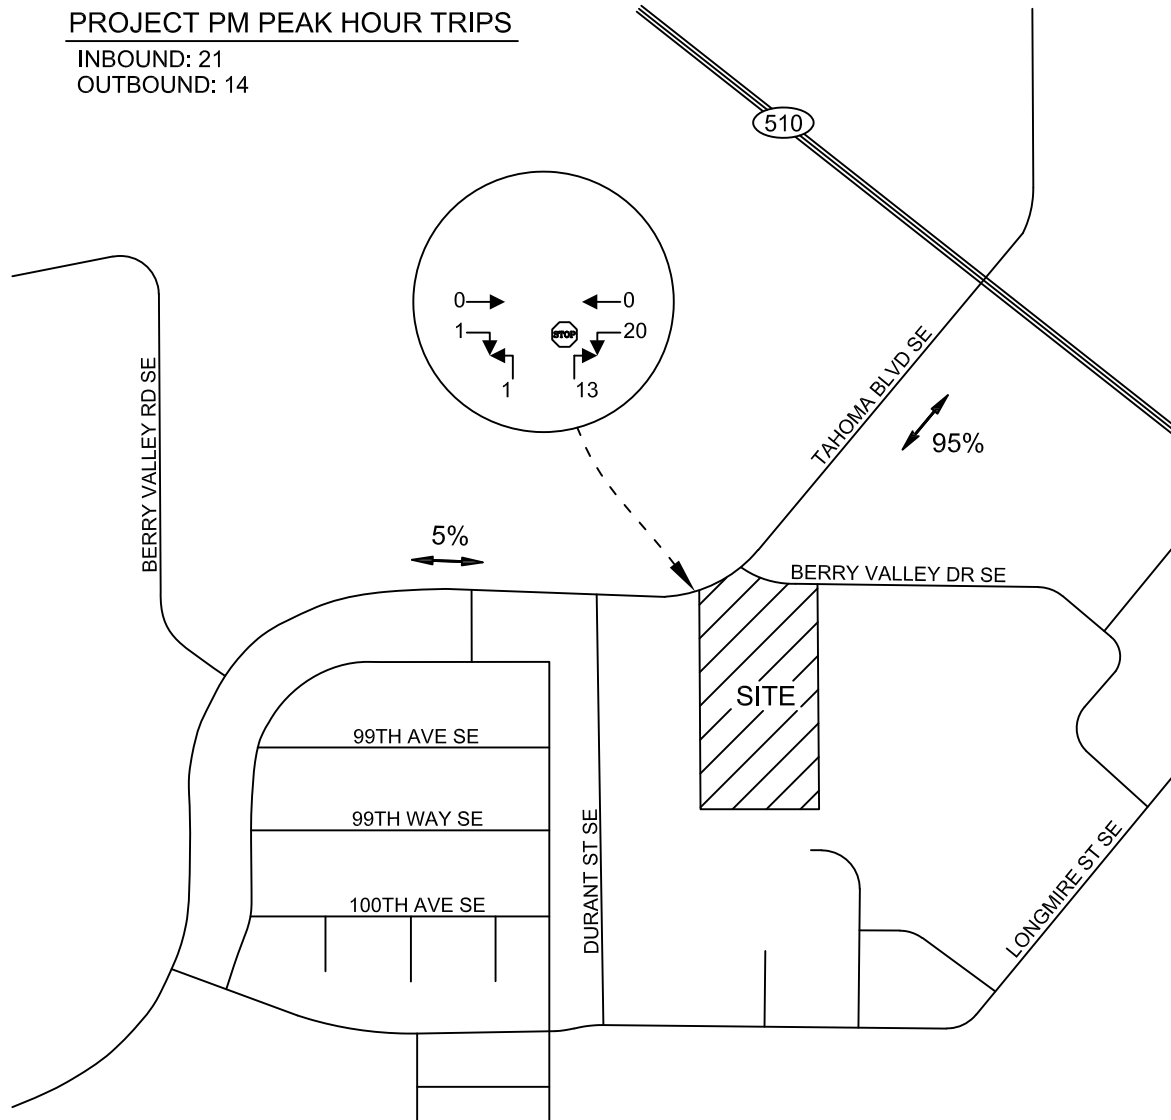 PROJECT PM PEAK HOUR TRIPS
INBOUND: 21
OUTBOUND: 14
510
0
0
1
STOP
20
1
13
TAHOMA BLVD SE
95%
BERRY VALLEY RD SE
5%
BERRY VALLEY DR SE
SITE
99TH AVE SE
99TH WAY SE
DURANT ST SE
LONGMIRE ST SE
100TH AVE SE